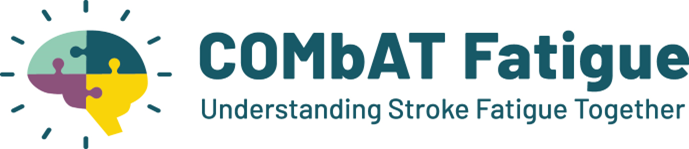 COMbAT Fatigue
Understanding Stroke Fatigue Together